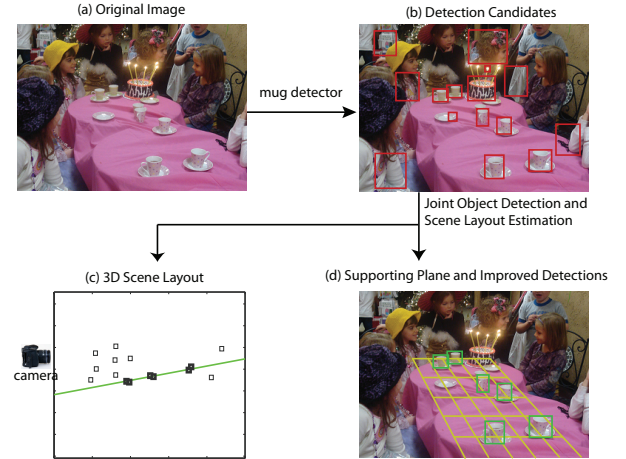 (a) Original Image
(b) Detection Candidates
mug detector
Joint Object Detection and
Scene Layout Estimation
(c) 3D Scene Layout
(d) Supporting Plane and Improved Detections
camera